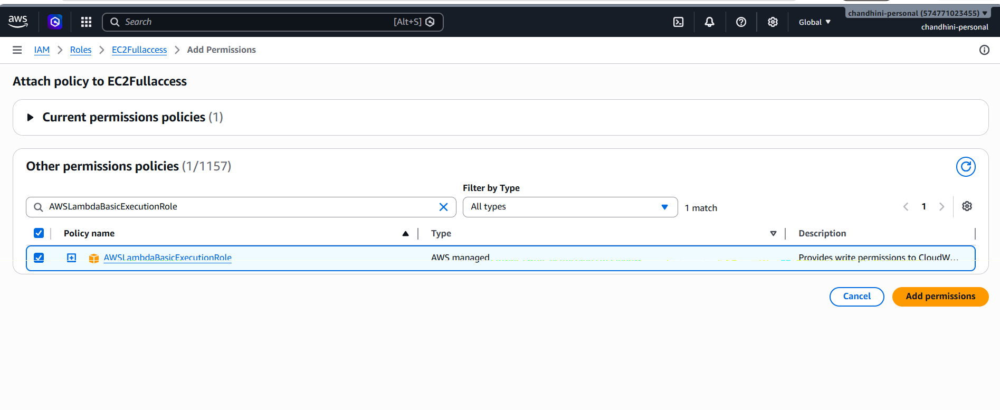 chandhini-personal (574771023455)
aws Search [Alt+S] Global chandhini-personal
IAM Roles EC2Fullaccess Add Permissions
Attach policy to EC2Fullaccess
Current permissions policies (1)
Other permissions policies (1/1157)
Filter by Type
AWSLambdaBasicExecutionRole All types 1 match 1
Policy name Type Description
AWSLambdaBasicExecutionRole AWS managed Provides write permissions to CloudW...
Cancel Add permissions